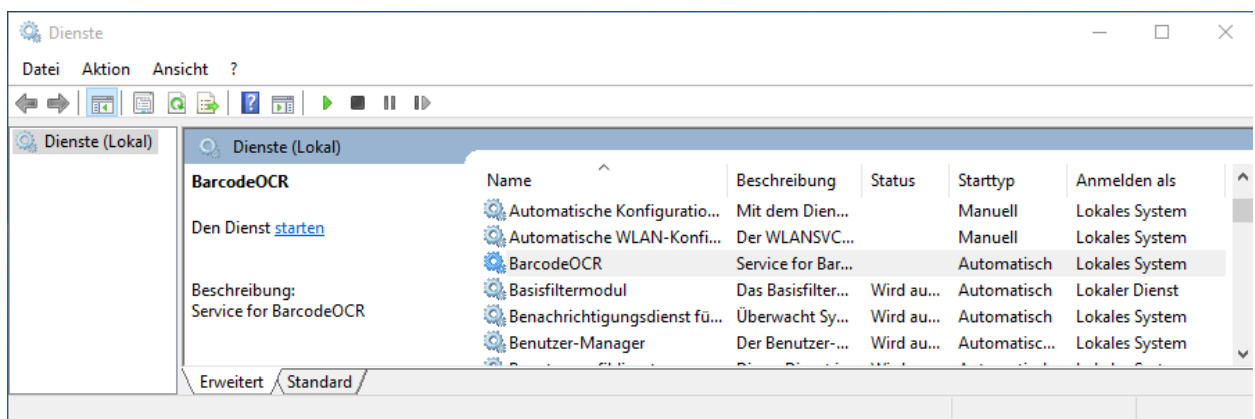 Dienste
Datei Aktion Ansicht ?
Dienste (Lokal)
Dienste (Lokal)
BarcodeOCR
Den Dienst starten
Beschreibung:
Service for BarcodeOCR
Name Beschreibung Status Starttyp Anmelden als
Automatische Konfiguratio... Mit dem Dien... Manuell Lokales System
Automatische WLAN-Konfi... Der WLANSVC... Manuell Lokales System
BarcodeOCR Service for Bar... Automatisch Lokales System
Basisfiltermodul Das Basisfilter... Wird au... Automatisch Lokaler Dienst
Benachrichtigungsdienst fü... Überwacht Sy... Wird au... Automatisch Lokales System
Benutzer-Manager Der Benutzer-... Wird au... Automatisc... Lokales System
Erweitert Standard